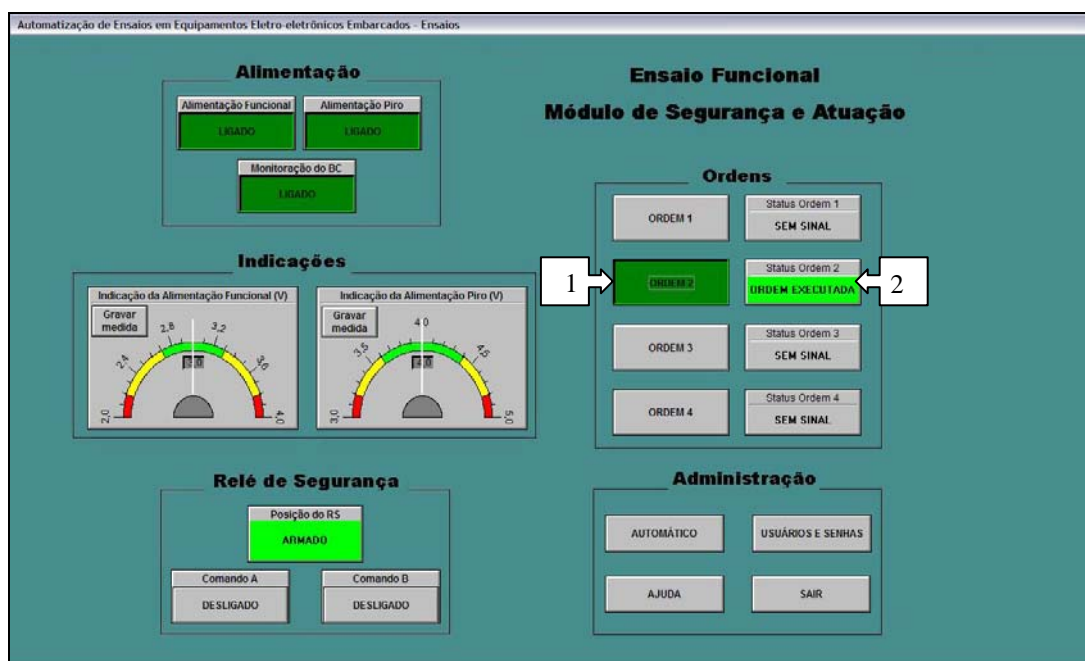 Automatização de Ensaios em Equipamentos Eletro-eletrônicos Embarcados - Ensaios
Alimentação
Alimentação Funcional
LIGADO
Alimentação Piro
LIGADO
Monitoração do BC
LIGADO
Ensaio Funcional
Módulo de Segurança e Atuação
Indicações
Indicação da Alimentação Funcional (V)
Gravar
medida
2,0
2,4
2,8
3,2
3,6
4,0
Indicação da Alimentação Piro (V)
Gravar
medida
3,0
3,5
4,0
4,5
5,0
Relé de Segurança
Posição do RS
ARMADO
Comando A
DESLIGADO
Comando B
DESLIGADO
Ordens
ORDEM 1
Status Ordem 1
SEM SINAL
1
ORDEM 2
Status Ordem 2
ORDEM EXECUTADA
2
ORDEM 3
Status Ordem 3
SEM SINAL
ORDEM 4
Status Ordem 4
SEM SINAL
Administração
AUTOMÁTICO
USUÁRIOS E SENHAS
AJUDA
SAIR